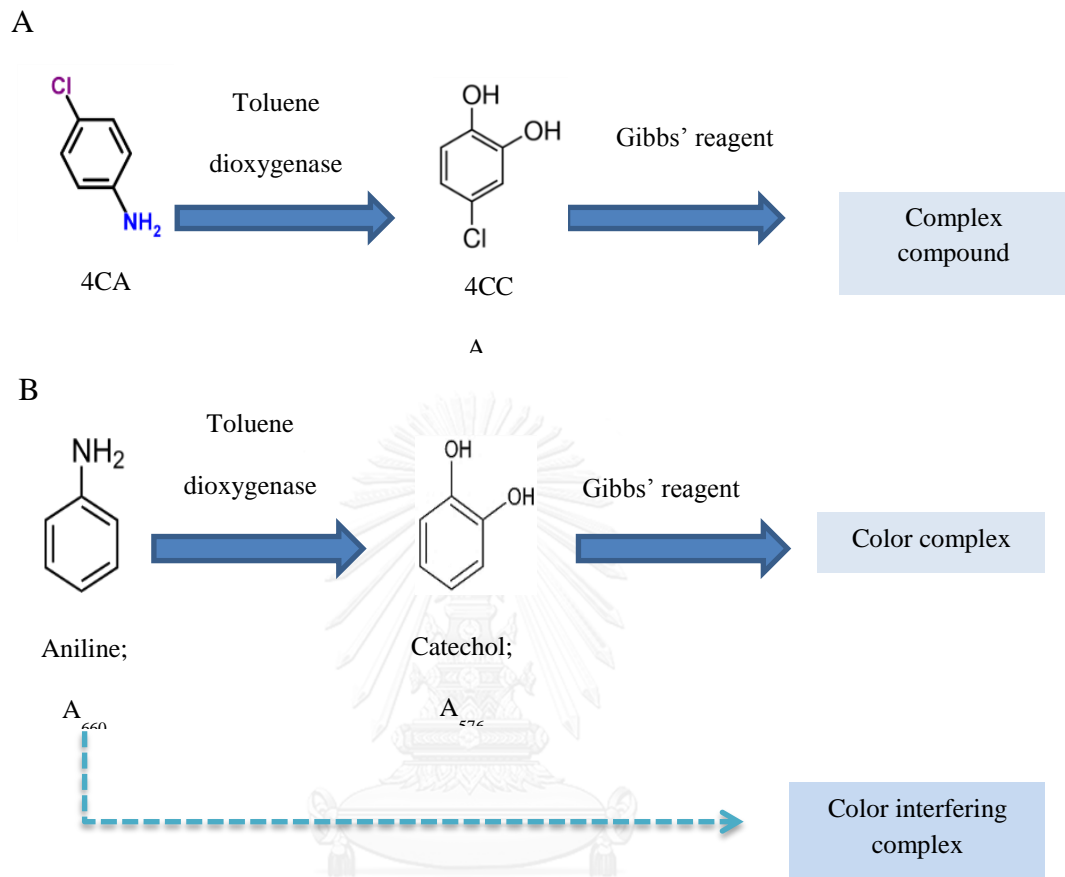 A
Cl
NH2
4CA
Toluene
dioxygenase
OH
OH
Cl
4CC
A
Gibbs’ reagent
Complex
compound
B
NH2
Aniline;
A660
Toluene
dioxygenase
OH
OH
Catechol;
A576
Gibbs’ reagent
Color complex
Color interfering
complex